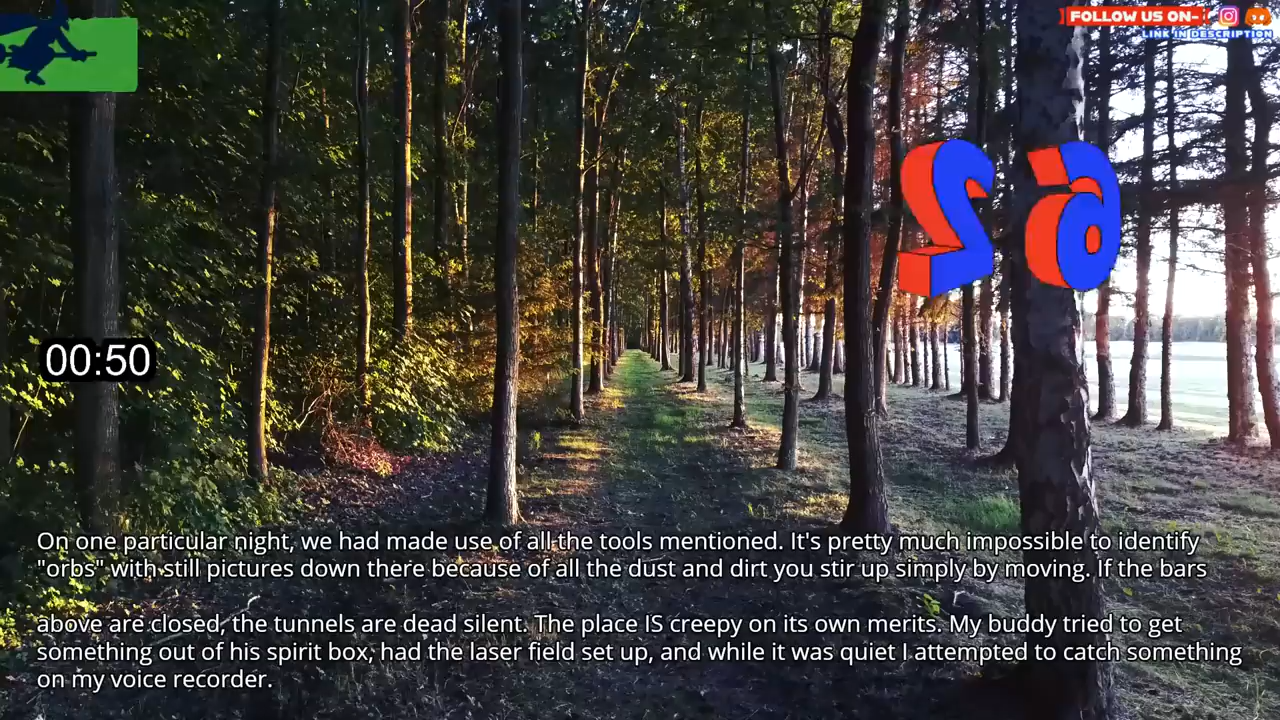 FOLLOW US ON-
LINK IN DESCRIPTION
62
00:50
On one particular night, we had made use of all the tools mentioned. It's pretty much impossible to identify
"orbs" with still pictures down there because of all the dust and dirt you stir up simply by moving. If the bars
above are closed, the tunnels are dead silent. The place IS creepy on its own merits. My buddy tried to get
something out of his spirit box, had the laser field set up, and while it was quiet I attempted to catch something
on my voice recorder.